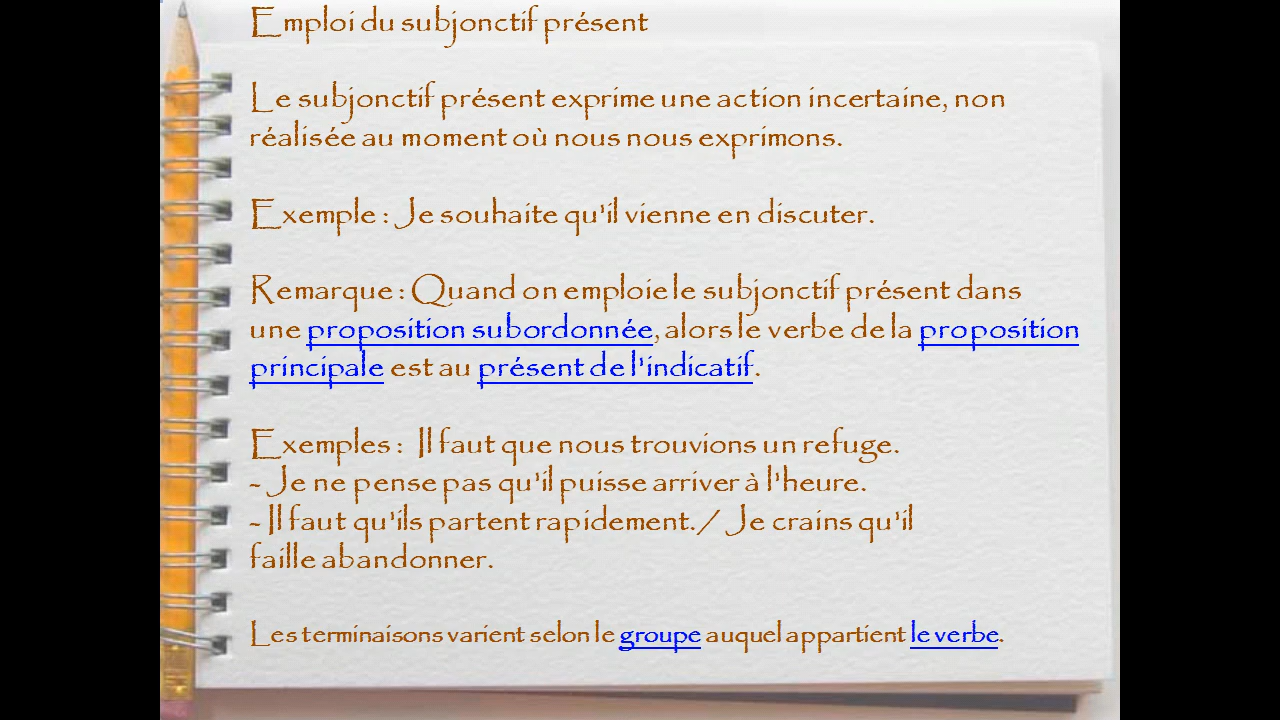 Emploi du subjonctif présent
Le subjonctif présent exprime une action incertaine, non
réalisée au moment où nous nous exprimons.
Exemple : Je souhaite qu'il vienne en discuter.
Remarque : Quand on emploie le subjonctif présent dans
une proposition subordonnée, alors le verbe de la proposition
principale est au présent de l'indicatif.
Exemples : Il faut que nous trouvions un refuge.
- Je ne pense pas qu'il puisse arriver à l'heure.
- Il faut qu'ils partent rapidement. / Je crains qu'il
faille abandonner.
Les terminaisons varient selon le groupe auquel appartient le verbe.